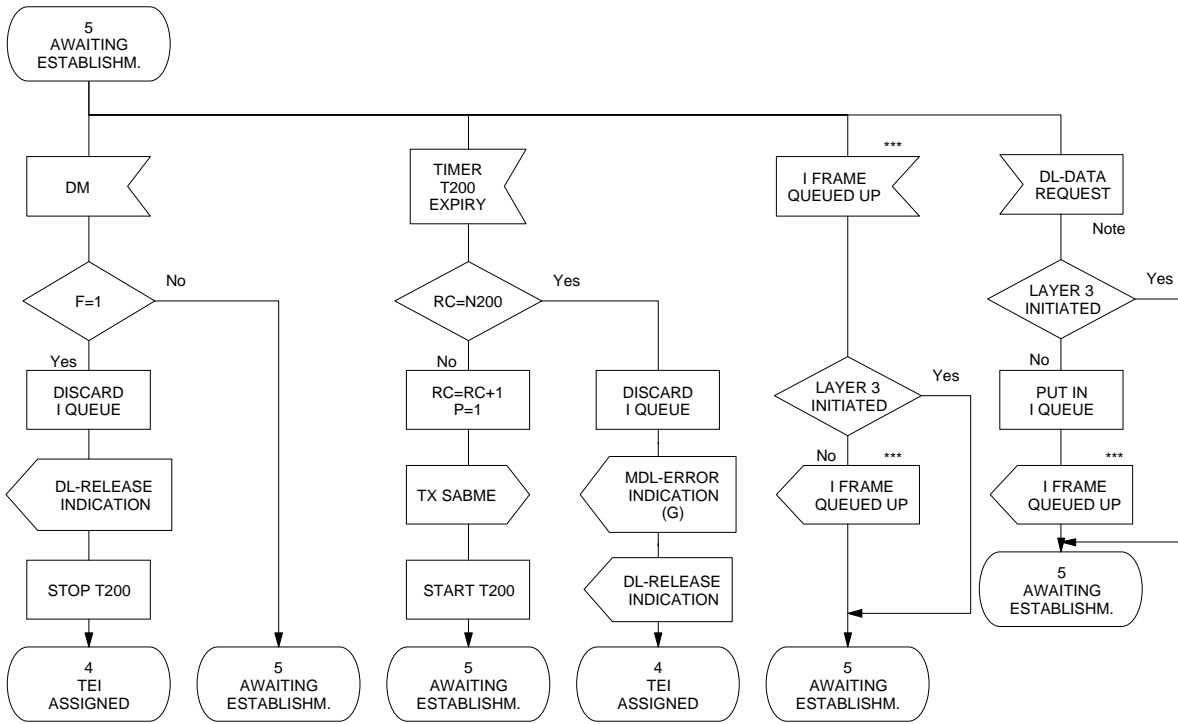 5
AWAITING
ESTABLISHM.
DM
F=1
No
Yes
DISCARD
I QUEUE
DL-RELEASE
INDICATION
STOP T200
4
TEI
ASSIGNED
5
AWAITING
ESTABLISHM.
TIMER
T200
EXPIRY
RC=N200
Yes
No
RC=RC+1
P=1
TX SABME
START T200
5
AWAITING
ESTABLISHM.
DISCARD
I QUEUE
MDL-ERROR
INDICATION
(G)
DL-RELEASE
INDICATION
4
TEI
ASSIGNED
***
I FRAME
QUEUED UP
LAYER 3
INITIATED
Yes
No
***
I FRAME
QUEUED UP
5
AWAITING
ESTABLISHM.
DL-DATA
REQUEST
Note
LAYER 3
INITIATED
Yes
No
PUT IN
I QUEUE
***
I FRAME
QUEUED UP
5
AWAITING
ESTABLISHM.